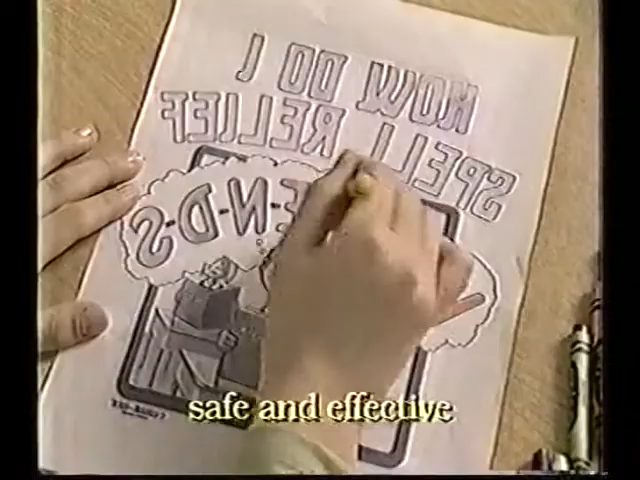 HOW DO I
SPELL RELIEF
E-N-D-S
safe and effective